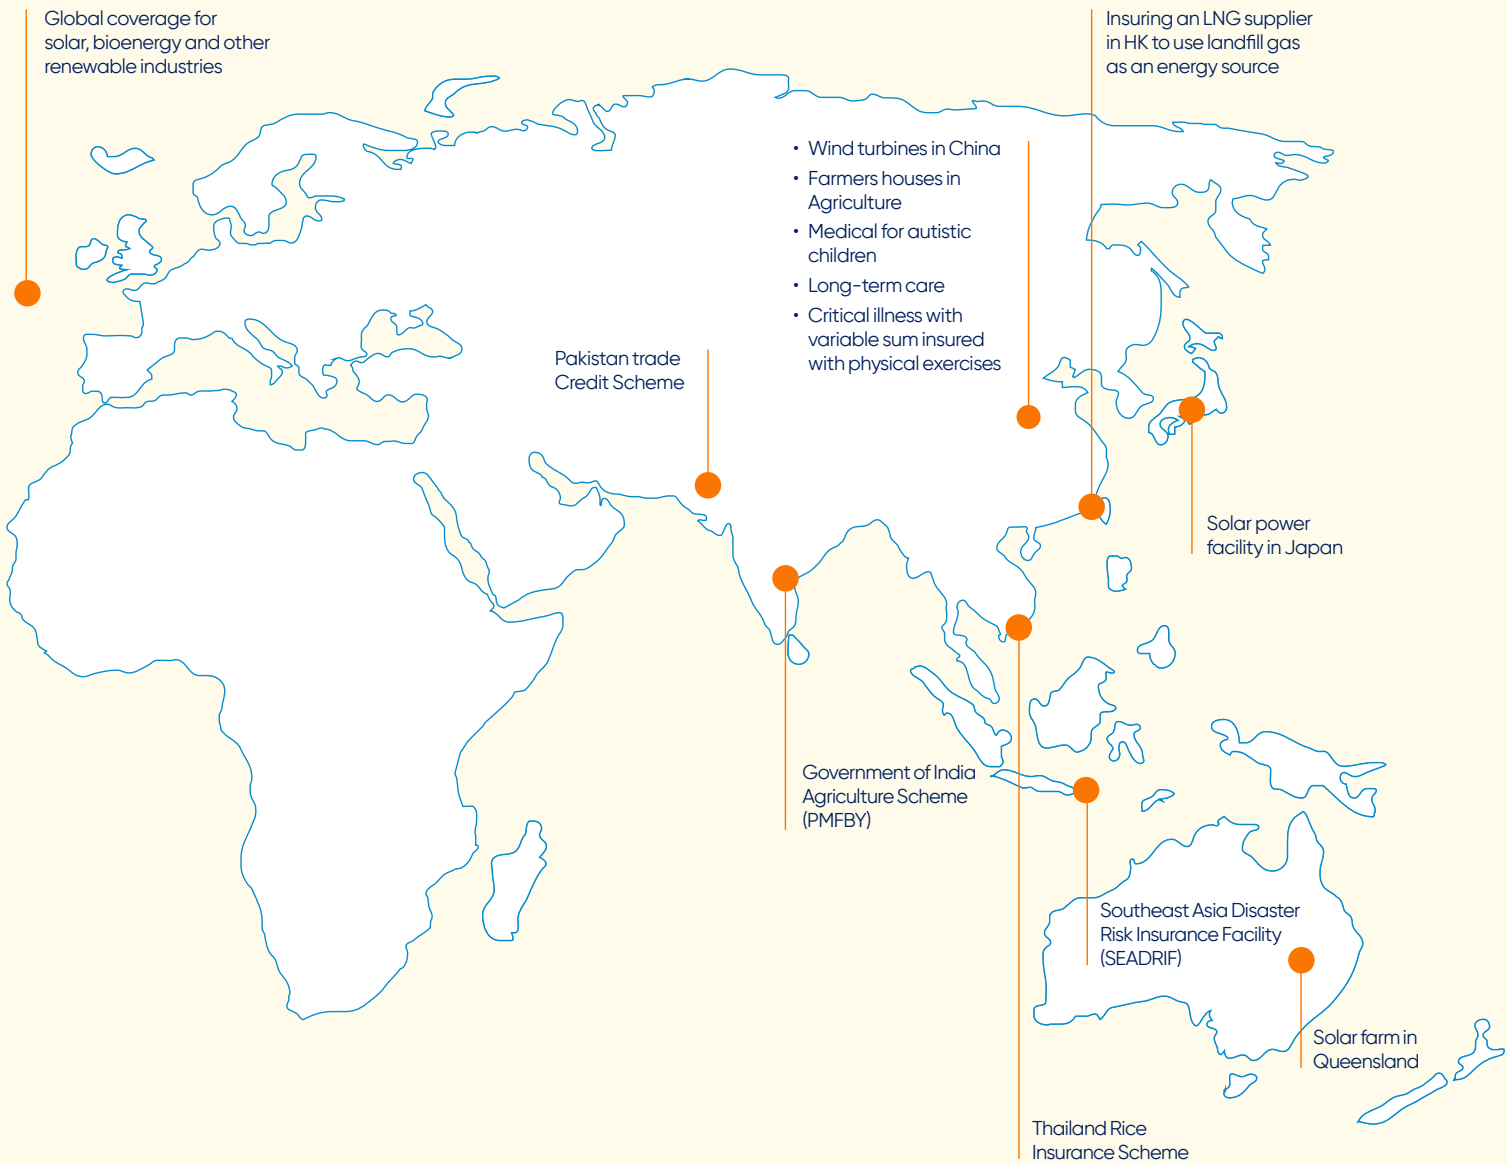 Global coverage for
solar, bioenergy and other
renewable industries
Insuring an LNG supplier
in HK to use landfill gas
as an energy source
• Wind turbines in China
• Farmers houses in
Agriculture
• Medical for autistic
children
• Long-term care
• Critical illness with
variable sum insured
with physical exercises
Pakistan trade
Credit Scheme
Solar power
facility in Japan
Government of India
Agriculture Scheme
(PMFBY)
Southeast Asia Disaster
Risk Insurance Facility
(SEADRIF)
Solar farm in
Queensland
Thailand Rice
Insurance Scheme